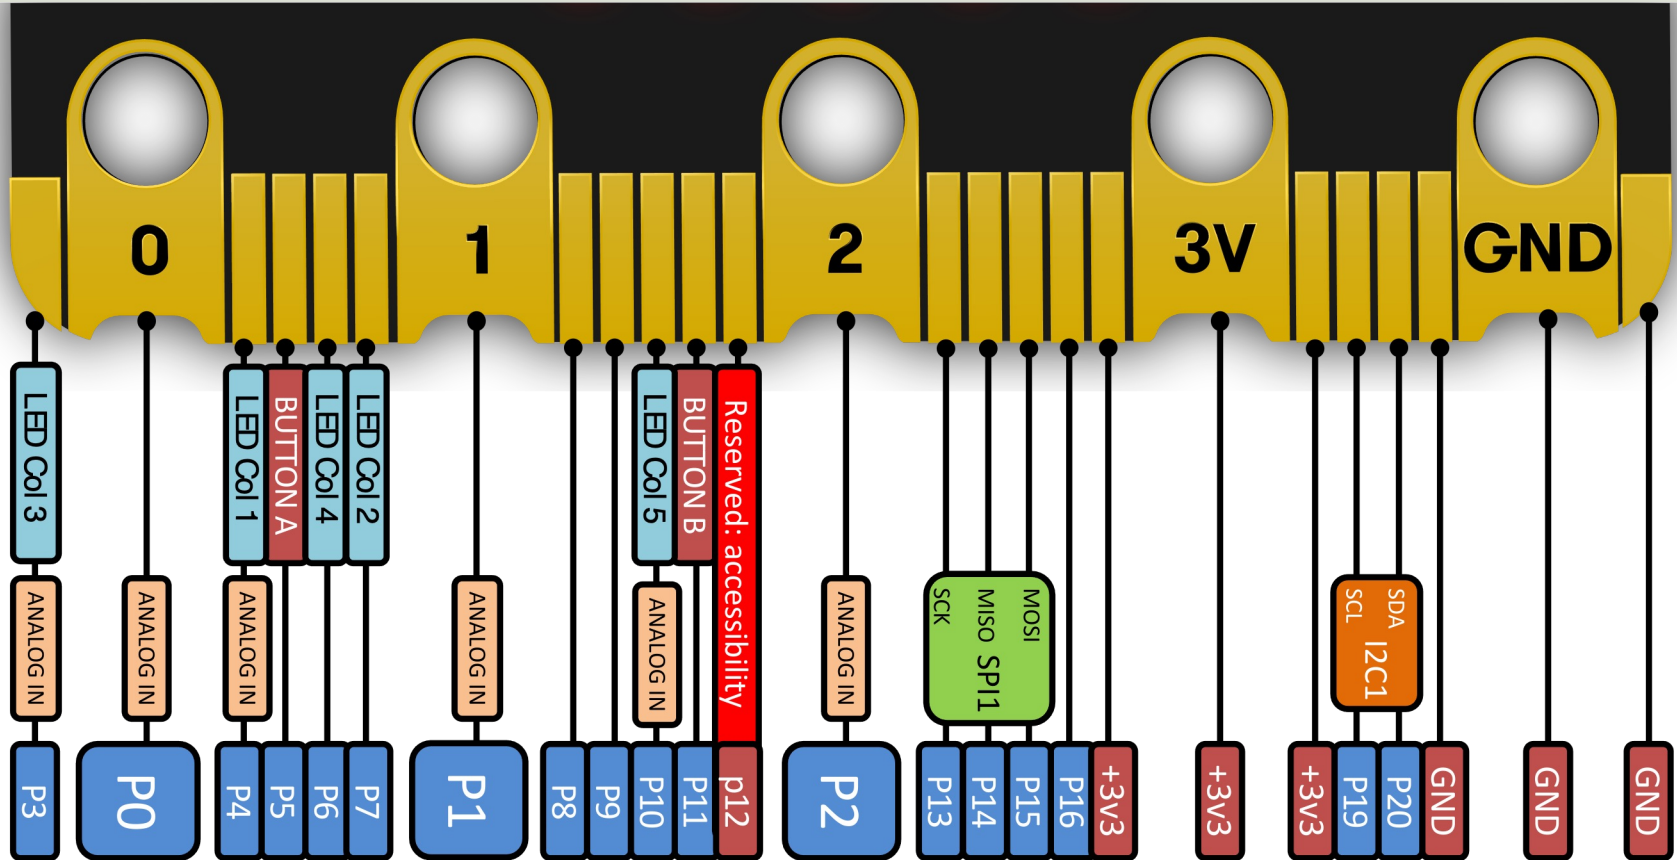 0
1
2
3V
GND
LED Col 3
LED Col 1
BUTTON A
LED Col 4
LED Col 2
LED Col 5
BUTTON B
Reserved: accessibility
ANALOG IN
ANALOG IN
ANALOG IN
ANALOG IN
ANALOG IN
ANALOG IN
SCK
MISO
MOSI
SPI1
SCL
SDA
I2C1
P3
P0
P4
P5
P6
P7
P1
P8
P9
P10
P11
p12
P2
P13
P14
P15
P16
+3v3
+3v3
+3v3
P19
P20
GND
GND
GND